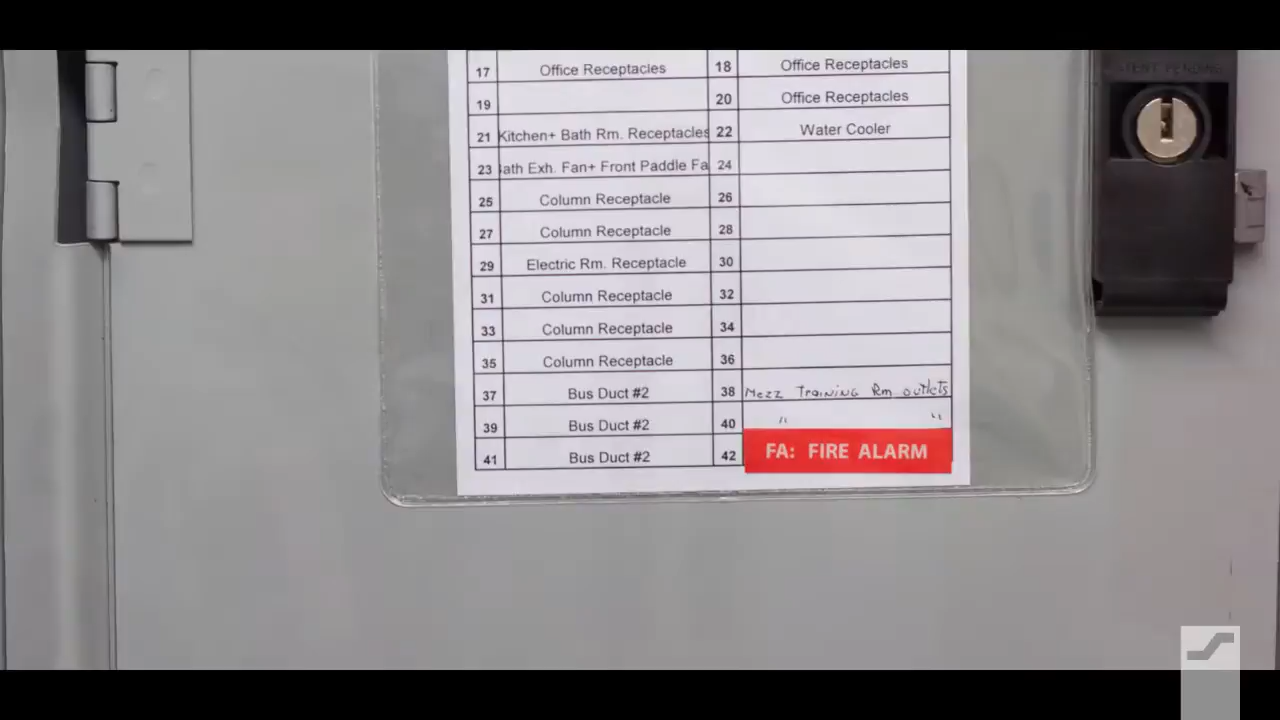 PATENT PENDING
17 Office Receptacles 18 Office Receptacles
19 20 Office Receptacles
21 Kitchen+ Bath Rm. Receptacles 22 Water Cooler
23 ath Exh. Fan+ Front Paddle Fa 24
25 Column Receptacle 26
27 Column Receptacle 28
29 Electric Rm. Receptacle 30
31 Column Receptacle 32
33 Column Receptacle 34
35 Column Receptacle 36
37 Bus Duct #2 38 Mezz Training Rm outlets
39 Bus Duct #2 40 " "
41 Bus Duct #2 42 FA: FIRE ALARM